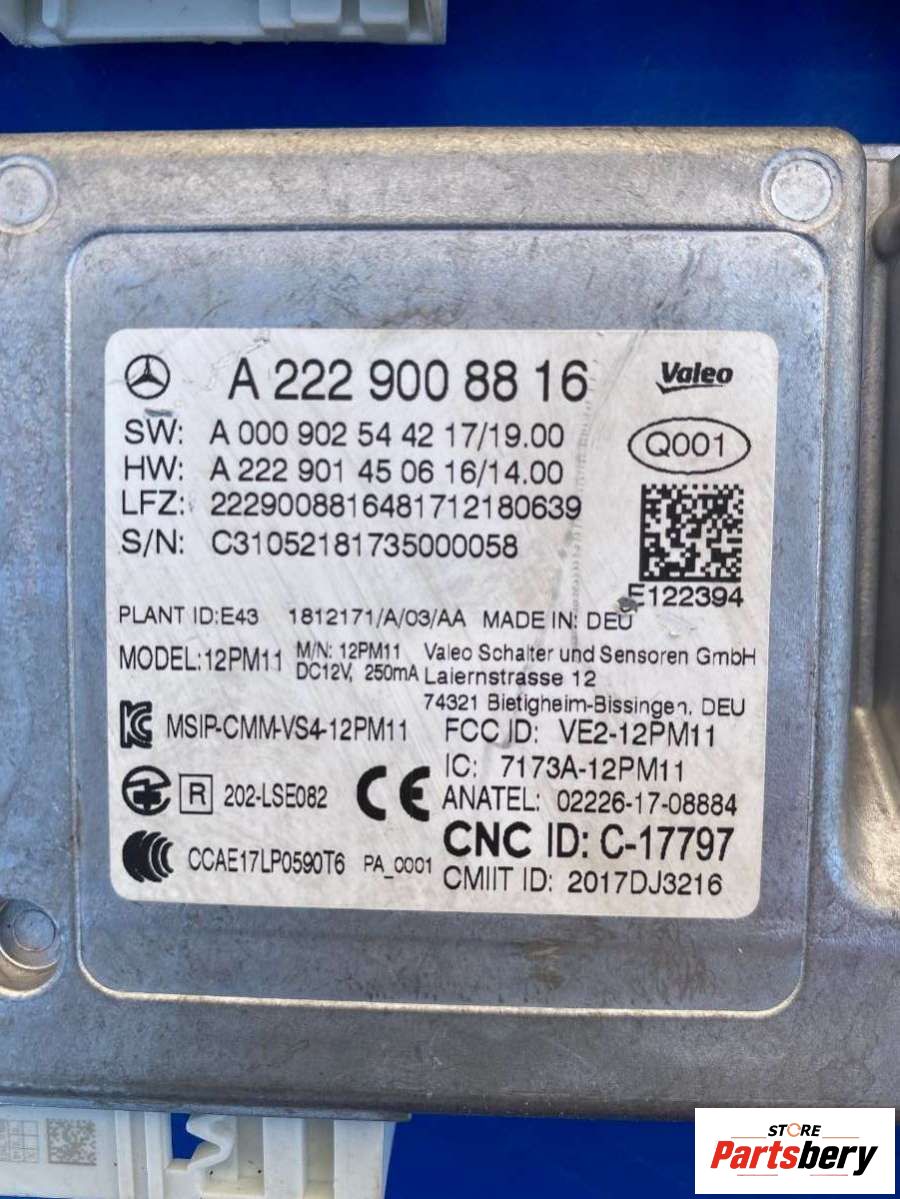 A 222 900 88 16 Valeo
SW: A 000 902 54 42 17/19.00
HW: A 222 901 45 06 16/14.00
Q001
LFZ: 2229008816481712180639
S/N: C31052181735000058
E122394
PLANT ID:E43 1812171/A/03/AA MADE IN: DEU
MODEL:12PM11 M/N: 12PM11 Valeo Schalter und Sensoren GmbH
DC12V, 250mA Laiernstrasse 12
74321 Bietigheim-Bissingen, DEU
MSIP-CMM-VS4-12PM11 FCC ID: VE2-12PM11
IC: 7173A-12PM11
R 202-LSE082 CE ANATEL: 02226-17-08884
CNC ID: C-17797
CCAE17LP0590T6 PA_0001 CMIIT ID: 2017DJ3216
STORE
Partsbery